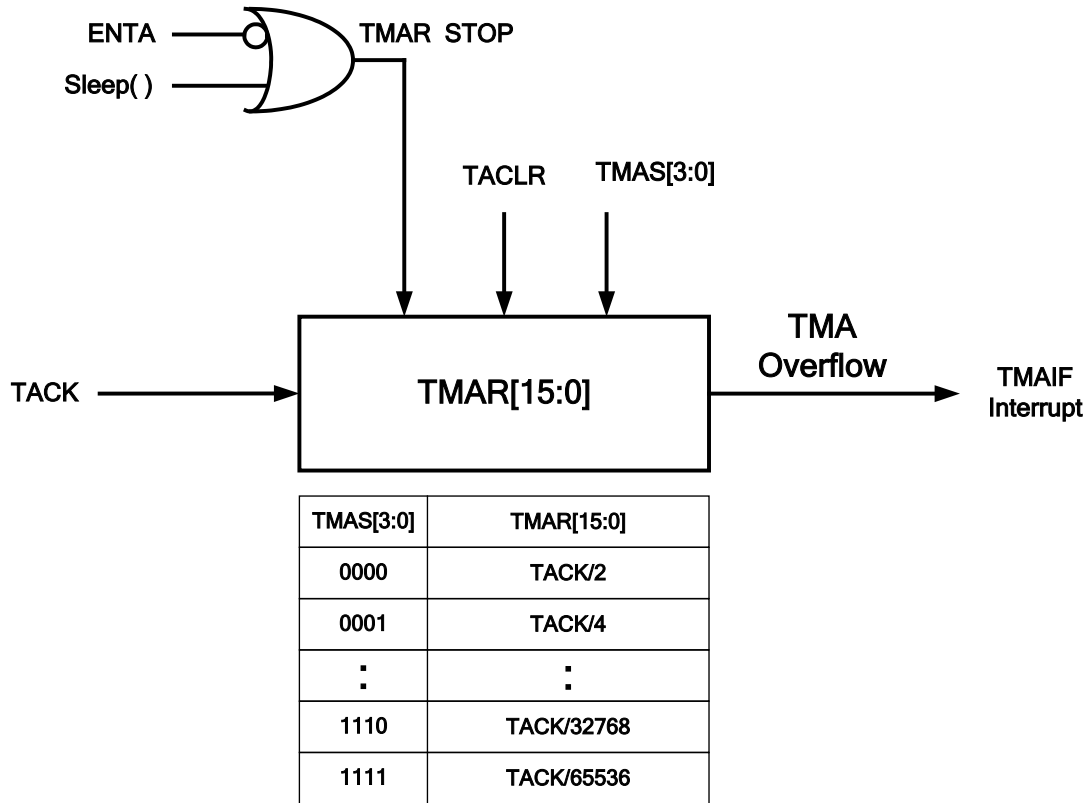 ENTA
TMAR STOP
Sleep( )
TACLR
TMAS[3:0]
TMA
Overflow
TACK
TMAR[15:0]
TMAIF
Interrupt
TMAS[3:0] TMAR[15:0]
0000 TACK/2
0001 TACK/4
: :
1110 TACK/32768
1111 TACK/65536